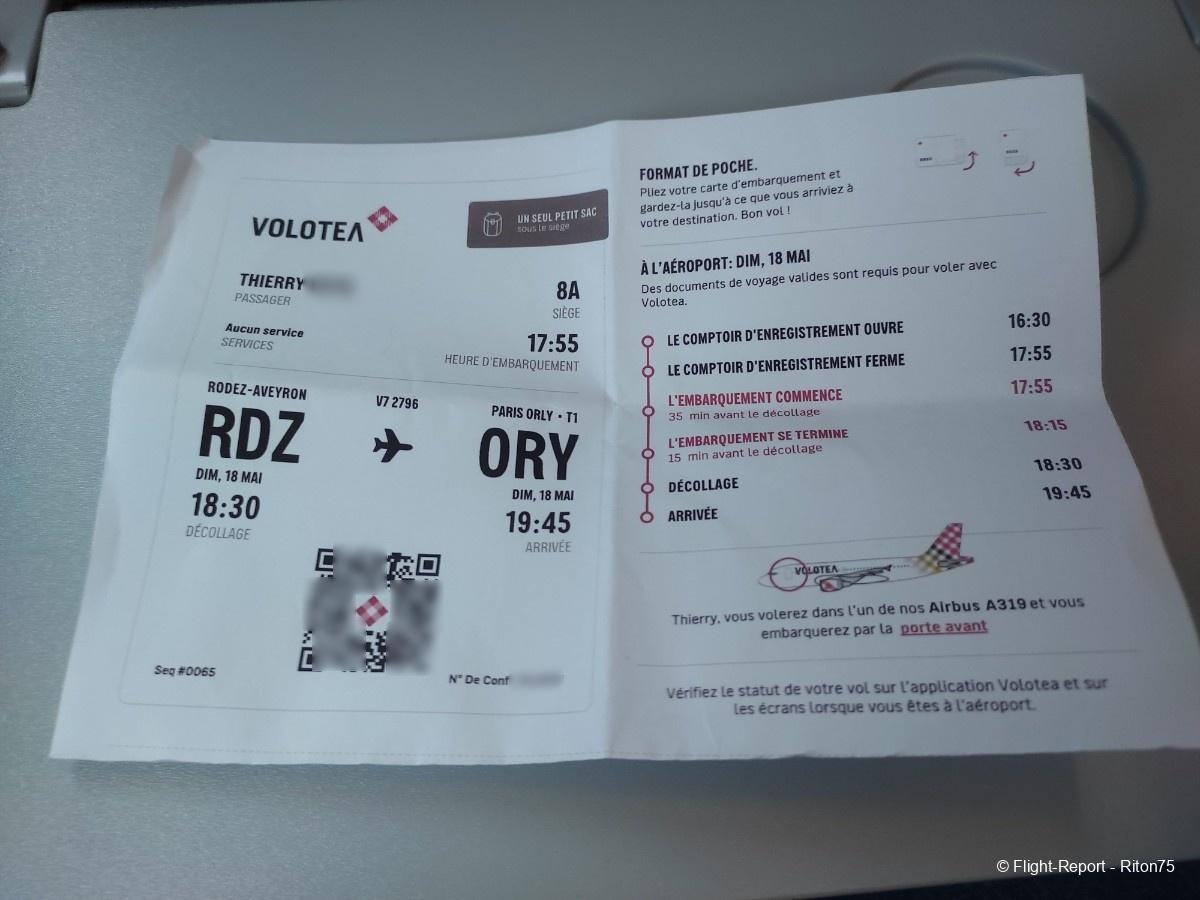 VOLOTEA
UN SEUL PETIT SAC
sous le siège
THIERRY
PASSAGER
8A
SIÈGE
Aucun service
SERVICES
17:55
HEURE D'EMBARQUEMENT
RODEZ-AVEYRON
V7 2796
PARIS ORLY • T1
RDZ
ORY
DIM, 18 MAI
DIM, 18 MAI
18:30
19:45
DÉCOLLAGE
ARRIVÉE
Seq #0065
N° De Conf
FORMAT DE POCHE.
Pliez votre carte d'embarquement et
gardez-la jusqu'à ce que vous arriviez à
votre destination. Bon vol !
À L'AÉROPORT: DIM, 18 MAI
Des documents de voyage valides sont requis pour voler avec
Volotea.
LE COMPTOIR D'ENREGISTREMENT OUVRE 16:30
LE COMPTOIR D'ENREGISTREMENT FERME 17:55
L'EMBARQUEMENT COMMENCE 17:55
35 min avant le décollage
L'EMBARQUEMENT SE TERMINE 18:15
15 min avant le décollage
DÉCOLLAGE 18:30
ARRIVÉE 19:45
VOLOTEA
Thierry, vous volerez dans l'un de nos Airbus A319 et vous
embarquerez par la porte avant
Vérifiez le statut de votre vol sur l'application Volotea et sur
les écrans lorsque vous êtes à l'aéroport.
© Flight-Report - Riton75